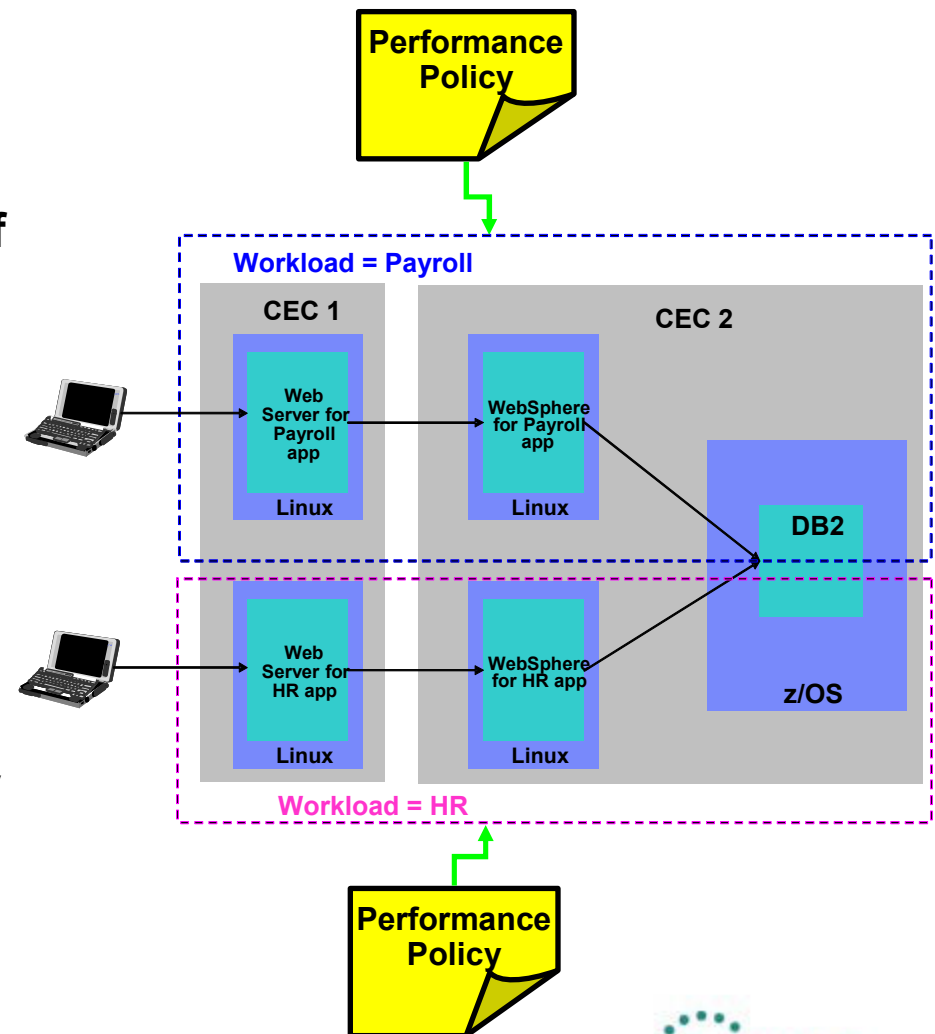 Performance
Policy
f
Workload = Payroll
CEC 1
CEC 2
Web
Server for
Payroll
app
Linux
WebSphere
for Payroll
app
Linux
DB2
z/OS
Web
Server for
HR app
Linux
WebSphere
for HR app
Linux
Workload = HR
Performance
Policy